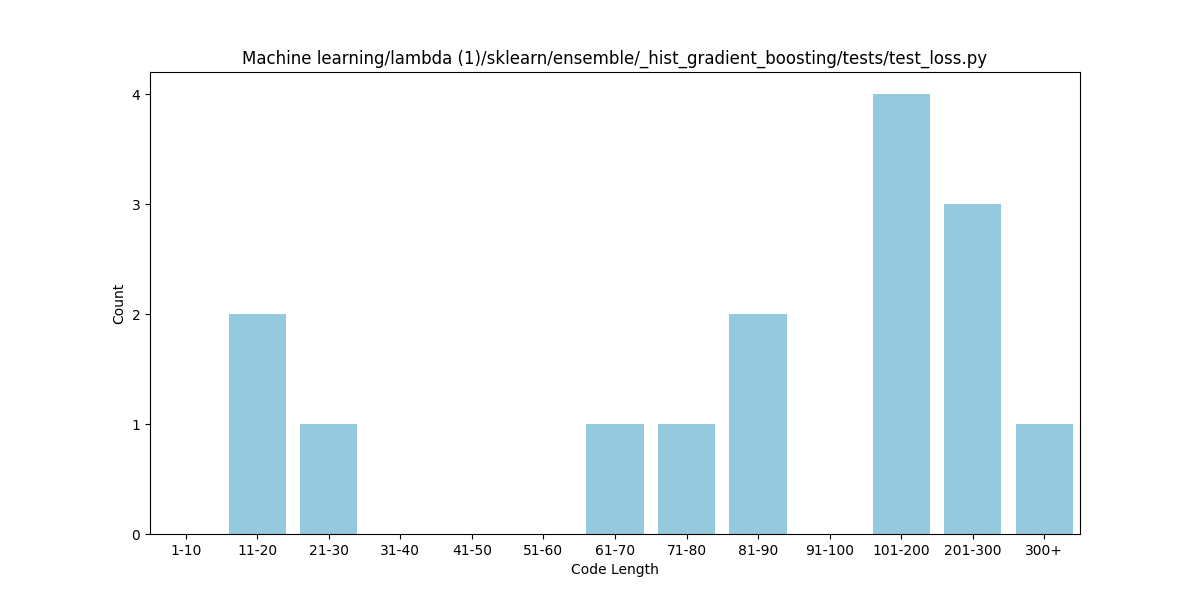 Machine learning/lambda (1)/sklearn/ensemble/_hist_gradient_boosting/tests/test_loss.py
4
3
2
1
0
Count
1-10 11-20 21-30 31-40 41-50 51-60 61-70 71-80 81-90 91-100 101-200 201-300 300+
Code Length